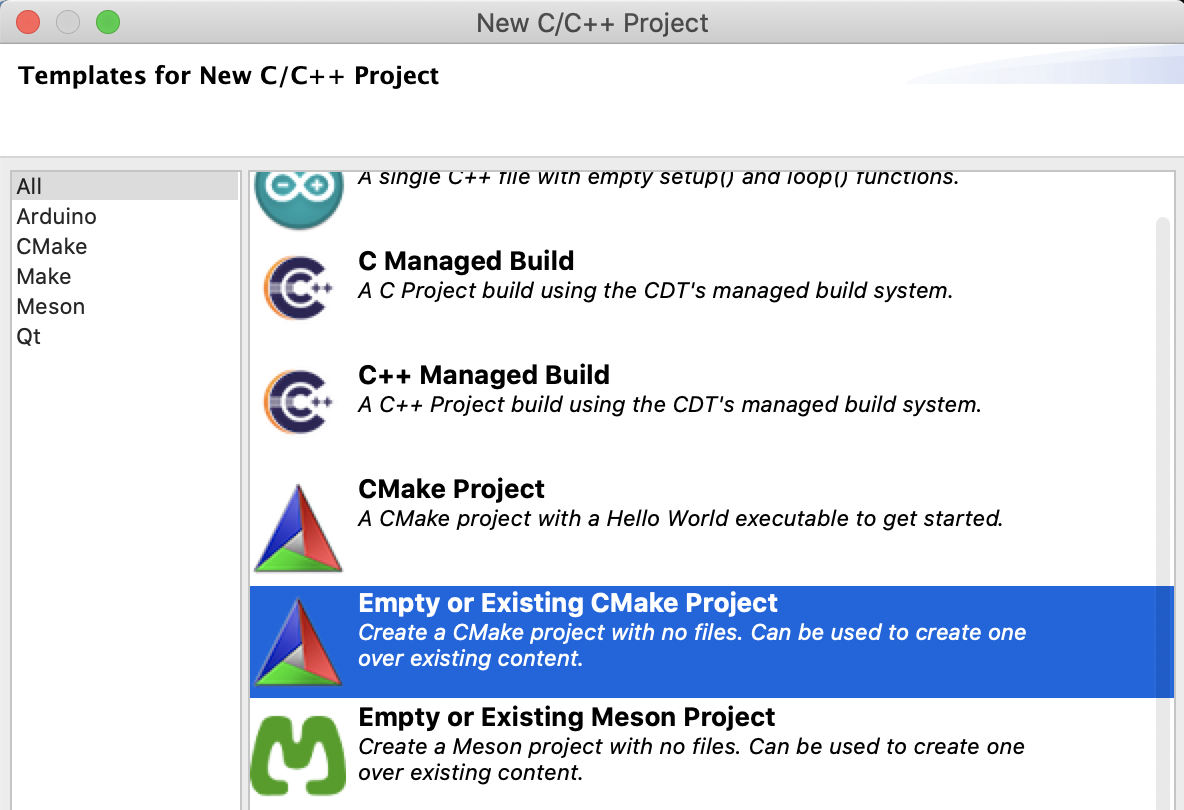 New C/C++ Project
Templates for New C/C++ Project
All
Arduino
CMake
Make
Meson
Qt
A single C++ file with empty setup() and loop() functions.
C Managed Build
A C Project build using the CDT's managed build system.
C++ Managed Build
A C++ Project build using the CDT's managed build system.
CMake Project
A CMake project with a Hello World executable to get started.
Empty or Existing CMake Project
Create a CMake project with no files. Can be used to create one
over existing content.
Empty or Existing Meson Project
Create a Meson project with no files. Can be used to create one
over existing content.